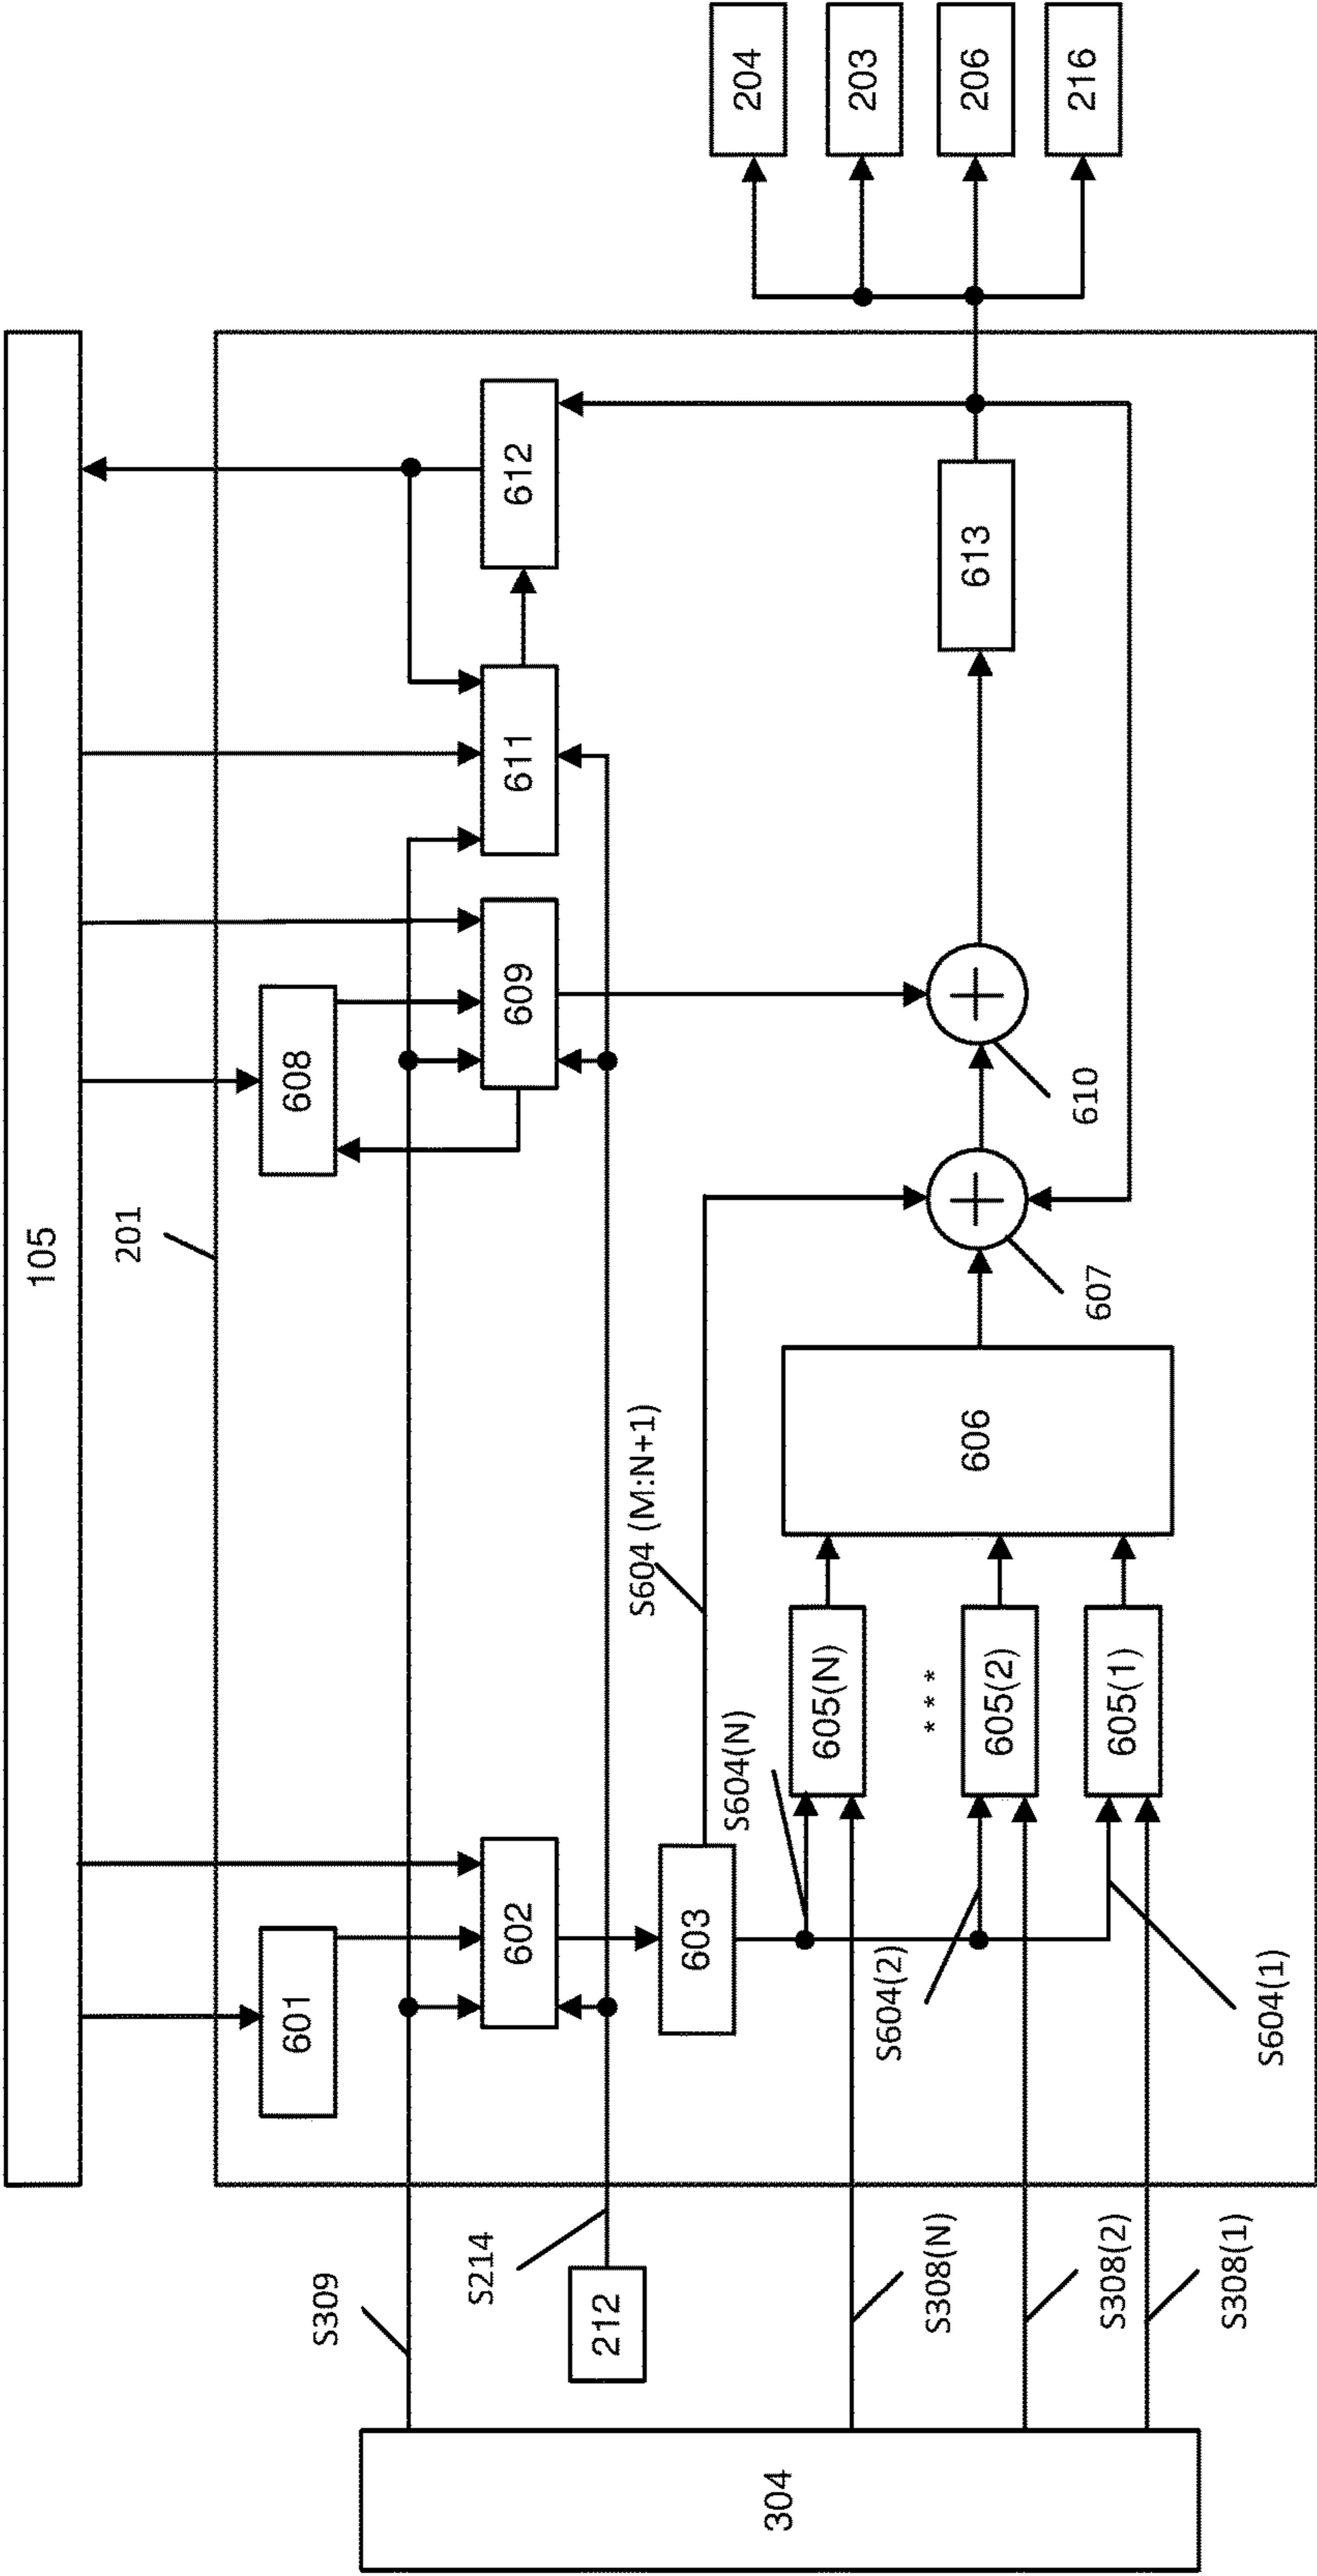 105
201
204
203
206
216
608
601
609
611
612
602
603
613
610
607
606
S604 (M:N+1)
S604(N)
605(N)
* * *
605(2)
605(1)
S604(2)
S604(1)
S309
S214
212
S308(N)
S308(2)
S308(1)
304